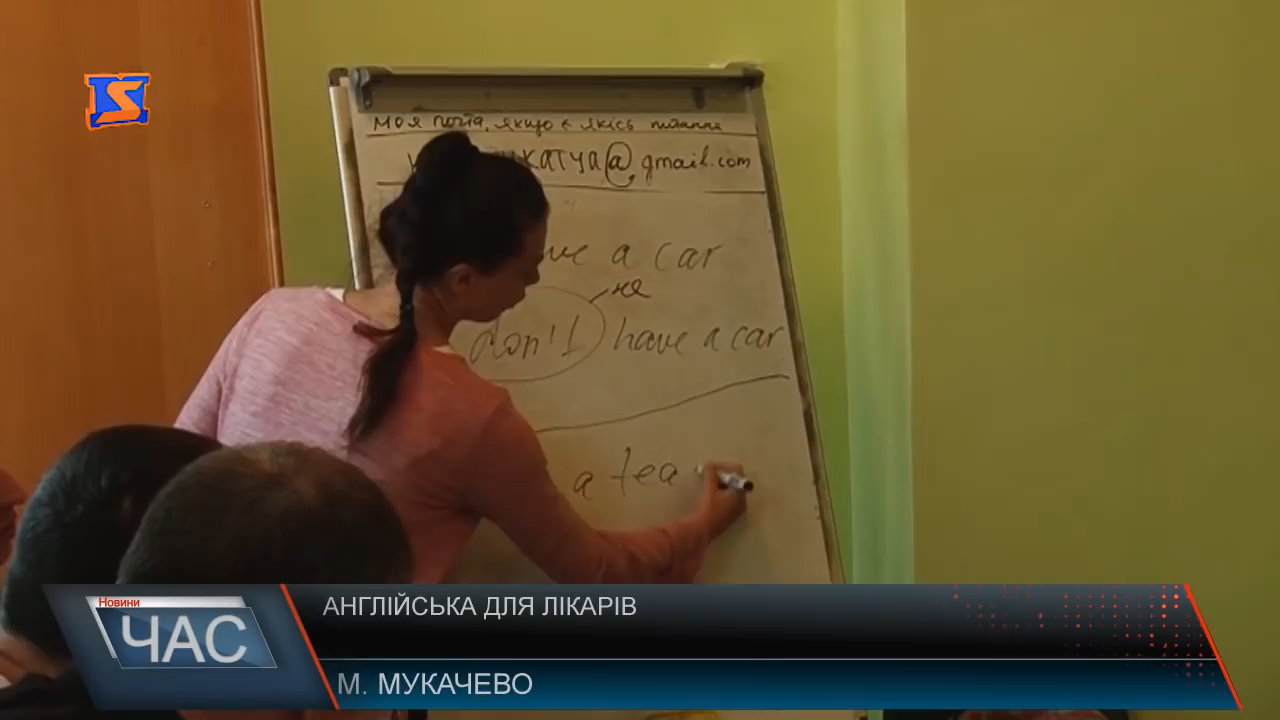 моя пошта, якщо є якісь питання
КАТYA@gmail.com
a car
не
don't have a car
a tea
Новини
ЧАС
АНГЛІЙСЬКА ДЛЯ ЛІКАРІВ
М. МУКАЧЕВО